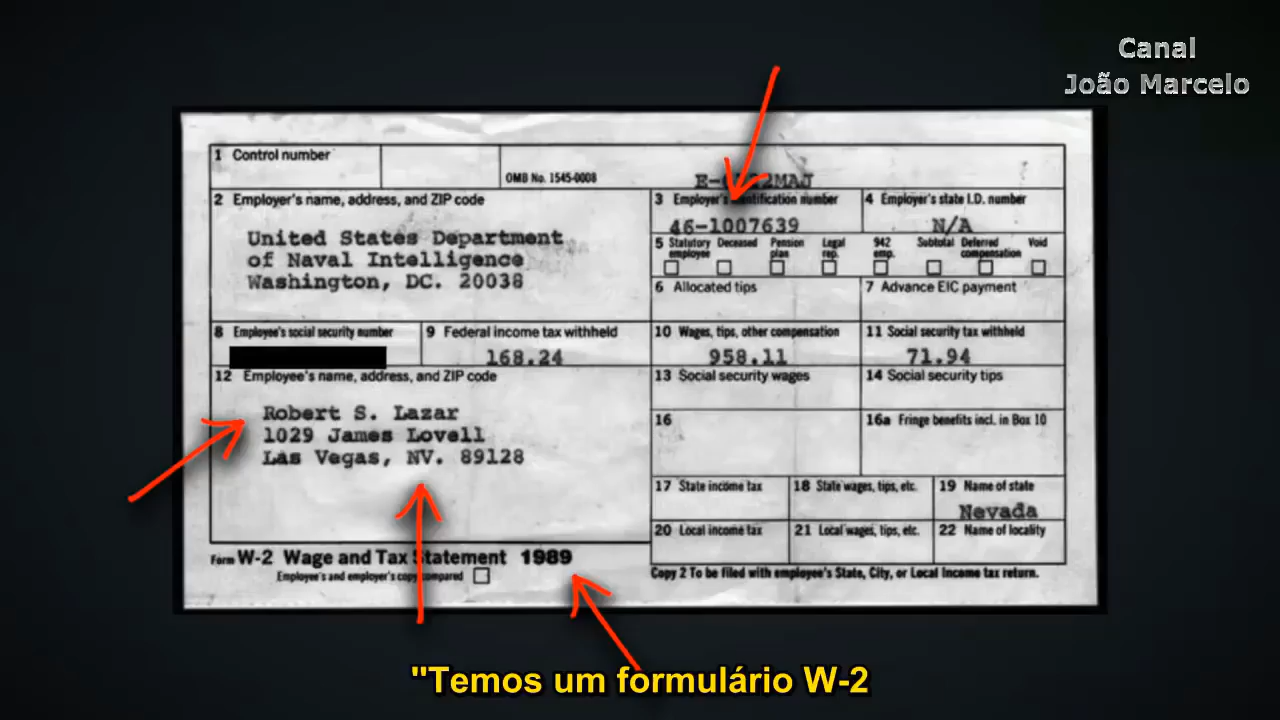 Canal
João Marcelo
1 Control number
OMB No. 1545-0008
2 Employer's name, address, and ZIP code
United States Department
of Naval Intelligence
Washington, DC. 20038
3 Employer's identification number
46-1007639
4 Employer's state I.D. number
N/A
5 Statutory employee
Deceased
Pension plan
Legal rep.
942 emp.
Subtotal
Deferred compensation
Void
6 Allocated tips
7 Advance EIC payment
8 Employee's social security number
9 Federal income tax withheld
168.24
10 Wages, tips, other compensation
958.11
11 Social security tax withheld
71.94
12 Employee's name, address, and ZIP code
Robert S. Lazar
1029 James Lovell
Las Vegas, NV. 89128
13 Social security wages
14 Social security tips
16
16a Fringe benefits incl. in Box 10
17 State income tax
18 State wages, tips, etc.
19 Name of state
Nevada
20 Local income tax
21 Local wages, tips, etc.
22 Name of locality
Form W-2 Wage and Tax Statement 1989
Employee's and employer's copy compared
Copy 2 To be filed with employee's State, City, or Local Income tax return.
"Temos um formulário W-2